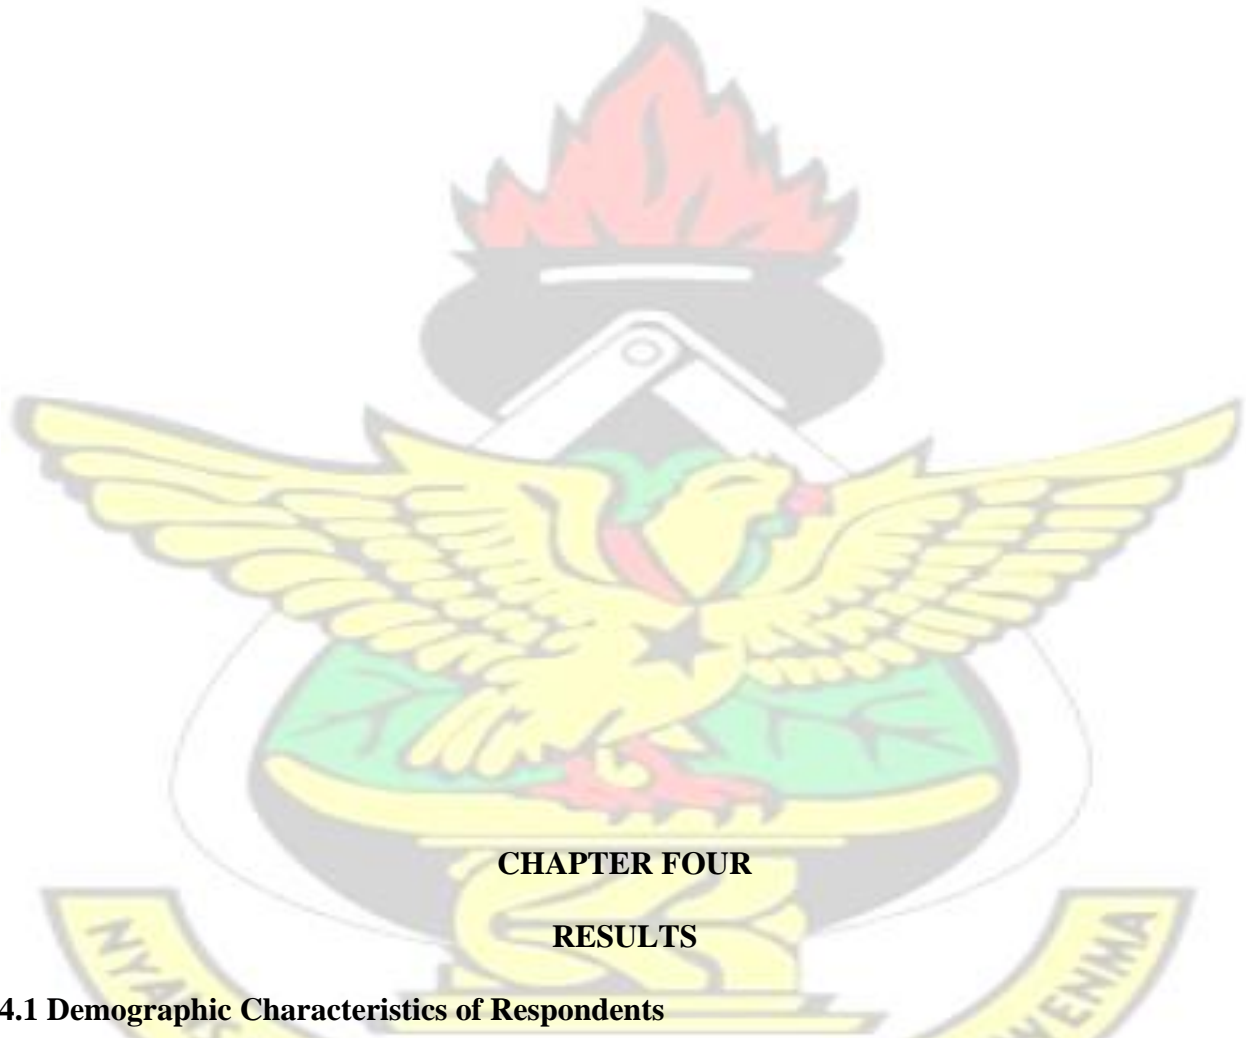 CHAPTER FOUR
RESULTS
4.1 Demographic Characteristics of Respondents